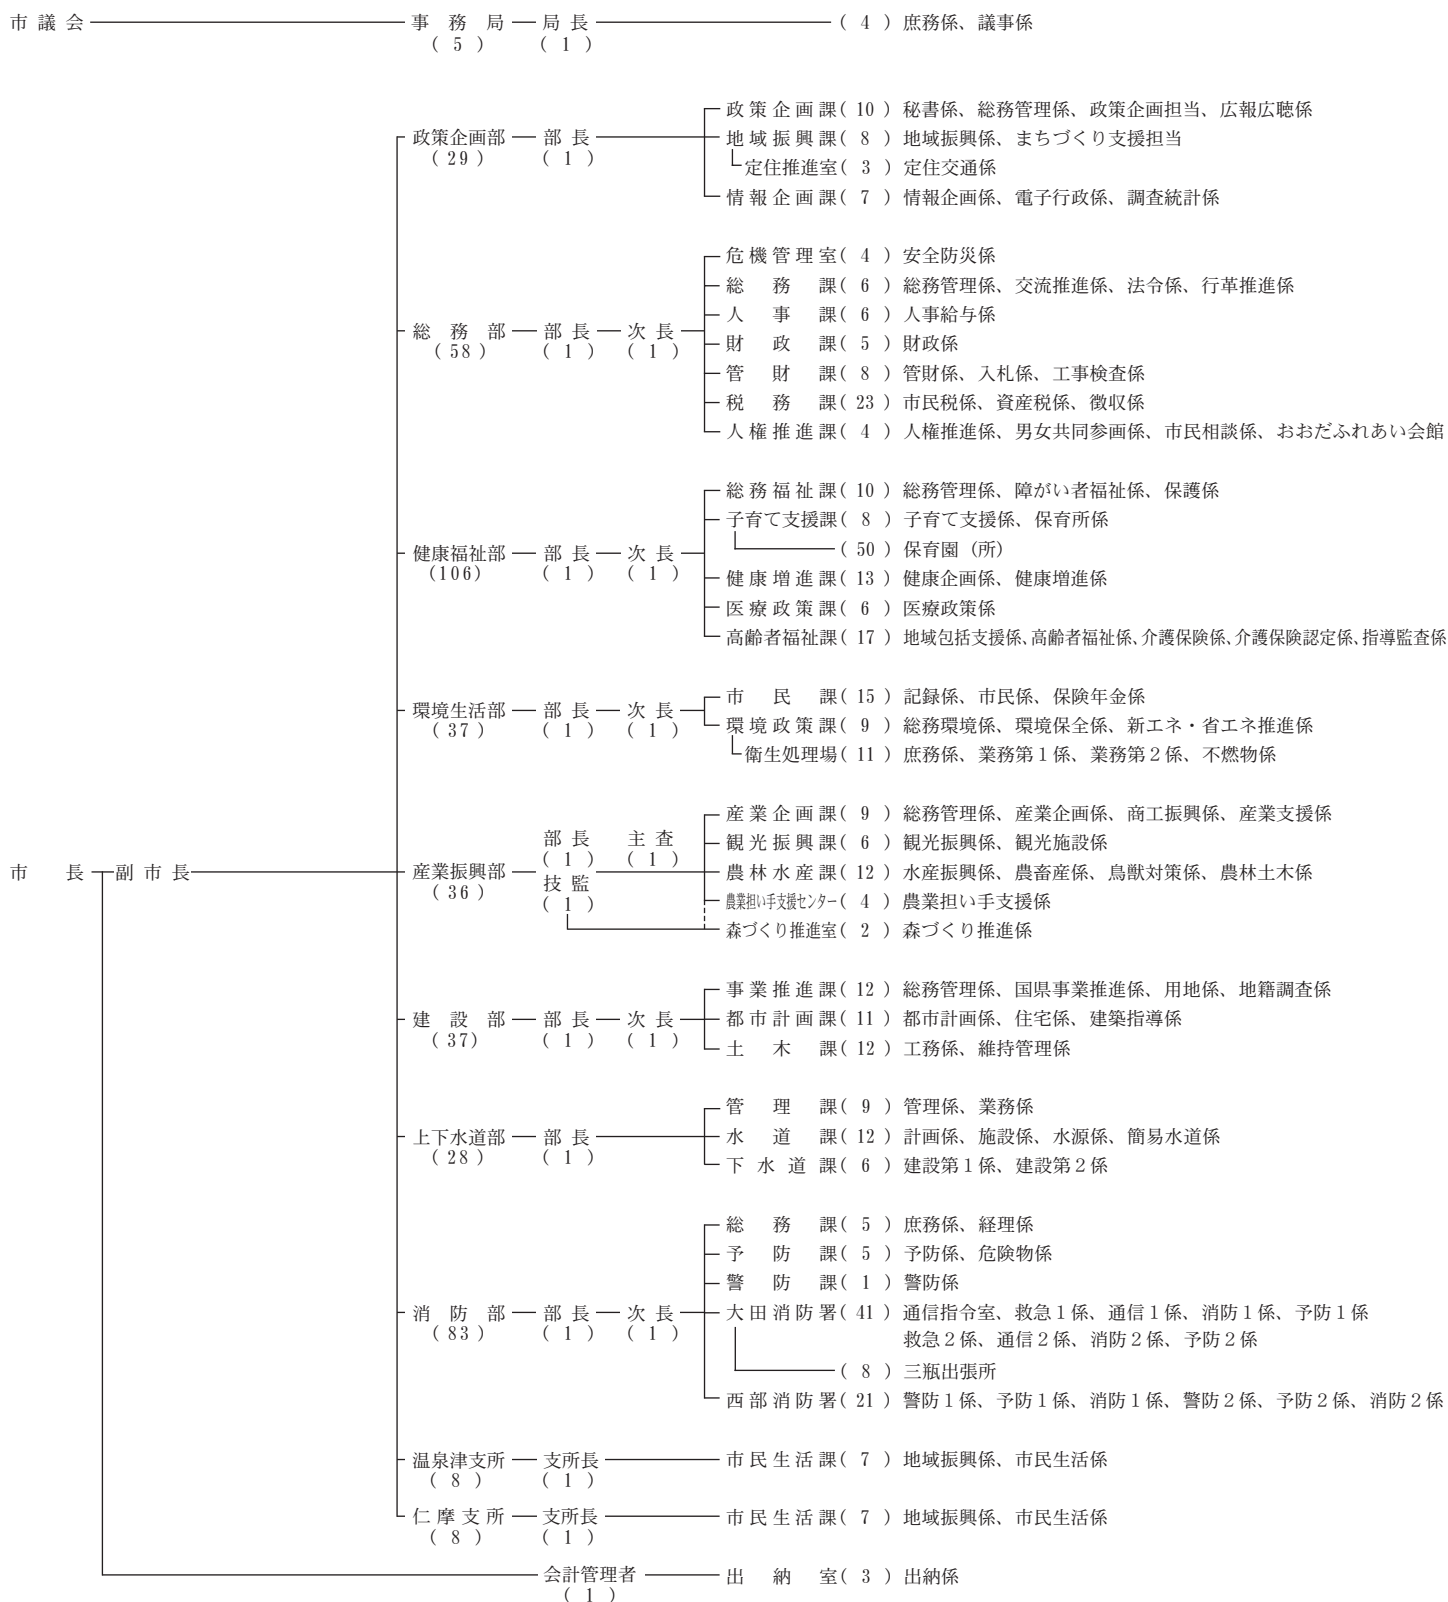 市議会 事務局 局長 ( 4 ) 庶務係、議事係
( 5 ) ( 1 )
政策企画課( 10 ) 秘書係、総務管理係、政策企画担当、広報広聴係
政策企画部 部長 地域振興課( 8 ) 地域振興係、まちづくり支援担当
( 29 ) ( 1 ) 定住推進室( 3 ) 定住交通係
情報企画課( 7 ) 情報企画係、電子行政係、調査統計係
危機管理室( 4 ) 安全防災係
総務課( 6 ) 総務管理係、交流推進係、法令係、行革推進係
人事課( 6 ) 人事給与係
総務部 部長 次長 財政課( 5 ) 財政係
( 58 ) ( 1 ) ( 1 )
管財課( 8 ) 管財係、入札係、工事検査係
税務課( 23 ) 市民税係、資産税係、徴収係
人権推進課( 4 ) 人権推進係、男女共同参画係、市民相談係、おおだふれあい会館
総務福祉課( 10 ) 総務管理係、障がい者福祉係、保護係
子育て支援課( 8 ) 子育て支援係、保育所係
健康福祉部 部長 次長 ( 50 ) 保育園（所）
(106) ( 1 ) ( 1 ) 健康増進課( 13 ) 健康企画係、健康増進係
医療政策課( 6 ) 医療政策係
高齢者福祉課( 17 ) 地域包括支援係、高齢者福祉係、介護保険係、介護保険認定係、指導監査係
市民課( 15 ) 記録係、市民係、保険年金係
環境生活部 部長 次長 環境政策課( 9 ) 総務環境係、環境保全係、新エネ・省エネ推進係
( 37 ) ( 1 ) ( 1 )
衛生処理場( 11 ) 庶務係、業務第１係、業務第２係、不燃物係
産業企画課( 9 ) 総務管理係、産業企画係、商工振興係、産業支援係
部長 主査 観光振興課( 6 ) 観光振興係、観光施設係
( 1 ) ( 1 )
市長 副市長 産業振興部 技監 農林水産課( 12 ) 水産振興係、農畜産係、鳥獣対策係、農林土木係
( 36 ) ( 1 ) 農業担い手支援センター( 4 ) 農業担い手支援係
森づくり推進室( 2 ) 森づくり推進係
事業推進課( 12 ) 総務管理係、国県事業推進係、用地係、地籍調査係
建設部 部長 次長 都市計画課( 11 ) 都市計画係、住宅係、建築指導係
( 37) ( 1 ) ( 1 ) 土木課( 12 ) 工務係、維持管理係
管理課( 9 ) 管理係、業務係
上下水道部 部長 水道課( 12 ) 計画係、施設係、水源係、簡易水道係
( 28 ) ( 1 ) 下水道課( 6 ) 建設第１係、建設第２係
総務課( 5 ) 庶務係、経理係
予防課( 5 ) 予防係、危険物係
警防課( 1 ) 警防係
消防部 部長 次長 大田消防署( 41 ) 通信指令室、救急１係、通信１係、消防１係、予防１係
( 83 ) ( 1 ) ( 1 ) 救急２係、通信２係、消防２係、予防２係
( 8 ) 三瓶出張所
西部消防署( 21 ) 警防１係、予防１係、消防１係、警防２係、予防２係、消防２係
温泉津支所 支所長 市民生活課( 7 ) 地域振興係、市民生活係
( 8 ) ( 1 )
仁摩支所 支所長 市民生活課( 7 ) 地域振興係、市民生活係
( 8 ) ( 1 )
会計管理者 出納室( 3 ) 出納係
( 1 )